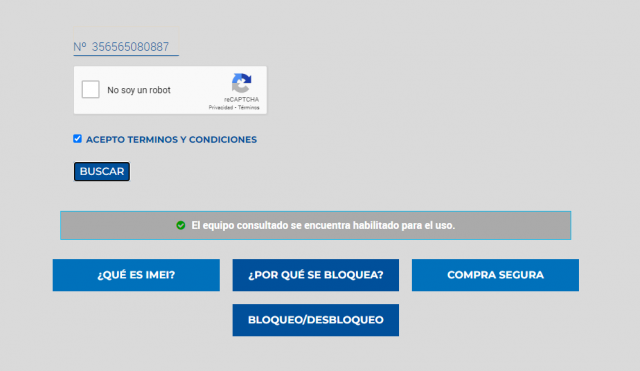 Nº 356565080887
No soy un robot
reCAPTCHA
Privacidad - Términos
ACEPTO TERMINOS Y CONDICIONES
BUSCAR
El equipo consultado se encuentra habilitado para el uso.
¿QUÉ ES IMEI?
¿POR QUÉ SE BLOQUEA?
COMPRA SEGURA
BLOQUEO/DESBLOQUEO